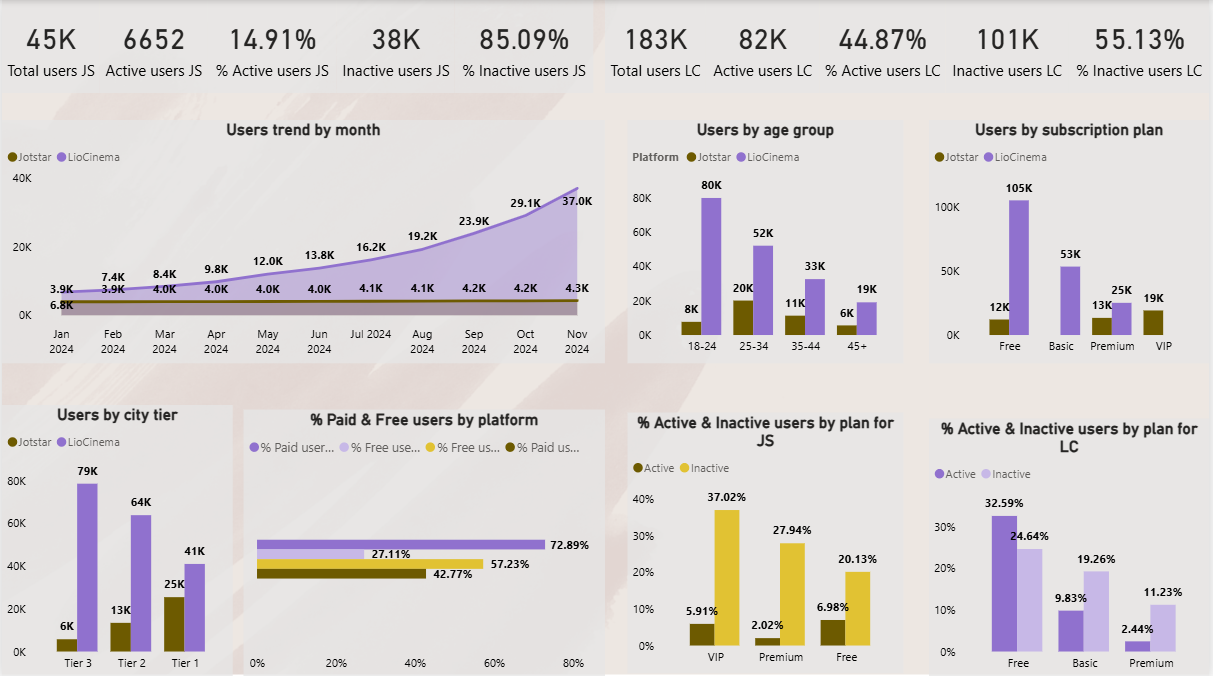 45K 6652 14.91% 38K 85.09% 183K 82K 44.87% 101K 55.13%
Total users JS Active users JS % Active users JS Inactive users JS % Inactive users JS Total users LC Active users LC % Active users LC Inactive users LC % Inactive users LC
Users trend by month
Jotstar LioCinema
40K
20K
0K
3.9K 3.9K 4.0K 4.0K 4.0K 4.0K 4.1K 4.1K 4.2K 4.2K 4.3K
6.8K 7.4K 8.4K 9.8K 12.0K 13.8K 16.2K 19.2K 23.9K 29.1K 37.0K
Jan Feb Mar Apr May Jun Jul 2024 Aug Sep Oct Nov
2024 2024 2024 2024 2024 2024 2024 2024 2024 2024
Users by age group
Platform Jotstar LioCinema
80K
60K
40K
20K
0K
8K 80K 20K 52K 11K 33K 6K 19K
18-24 25-34 35-44 45+
Users by subscription plan
Jotstar LioCinema
100K
50K
0K
12K 105K 53K 13K 25K 19K
Free Basic Premium VIP
Users by city tier
Jotstar LioCinema
80K
60K
40K
20K
0K
6K 79K 13K 64K 25K 41K
Tier 3 Tier 2 Tier 1
% Paid & Free users by platform
% Paid user... % Free use... % Free us... % Paid us...
72.89%
27.11%
57.23%
42.77%
0% 20% 40% 60% 80%
% Active & Inactive users by plan for
JS
Active Inactive
40%
30%
20%
10%
0%
5.91% 37.02% 2.02% 27.94% 6.98% 20.13%
VIP Premium Free
% Active & Inactive users by plan for
LC
Active Inactive
30%
20%
10%
0%
32.59% 24.64% 9.83% 19.26% 2.44% 11.23%
Free Basic Premium